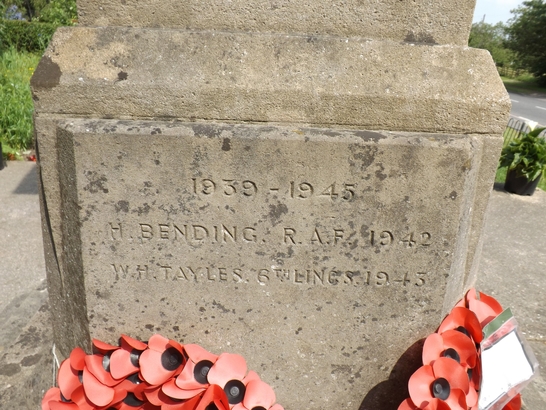 1939 - 1945
H. BENDING. R.A.F. 1942
W.H. TAYLES. 6TH LINCS. 1943